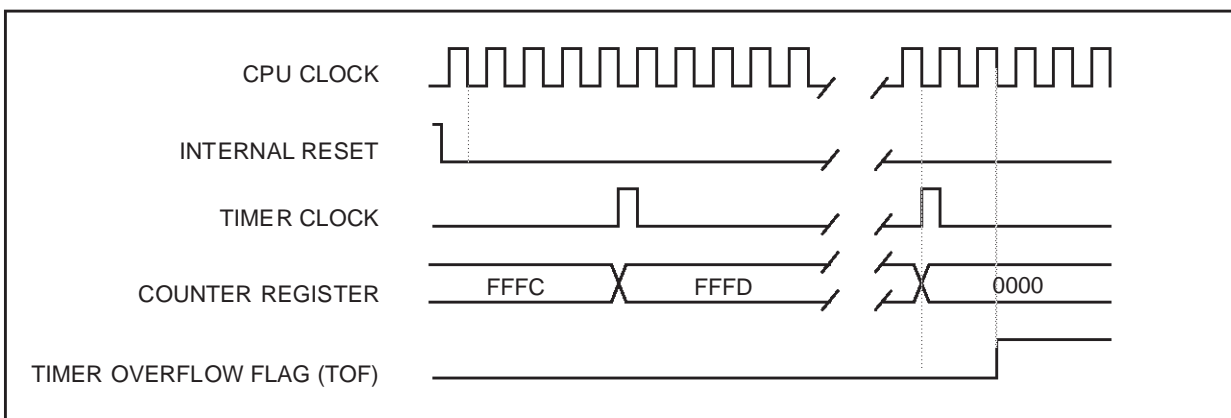 CPU CLOCK
INTERNAL RESET
TIMER CLOCK
COUNTER REGISTER FFFC FFFD 0000
TIMER OVERFLOW FLAG (TOF)